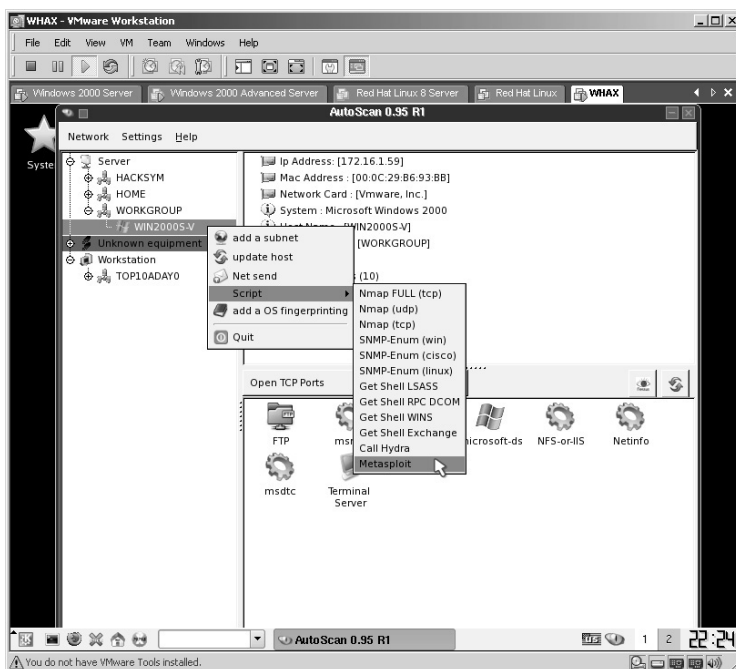 WHAX - VMware Workstation
File Edit View VM Team Windows Help
Windows 2000 Server Windows 2000 Advanced Server Red Hat Linux 8 Server Red Hat Linux WHAX
AutoScan 0.95 R1
Network Settings Help
Syste
Server
HACKSYM
HOME
WORKGROUP
WIN2000S-V
Unknown equipment
Workstation
TOP10ADAY0
Ip Address: [172.16.1.59]
Mac Address : [00:0C:29:B6:93:BB]
Network Card : [Vmware, Inc.]
System : Microsoft Windows 2000
[WIN2000S-V]
[WORKGROUP]
(10)
add a subnet
update host
Net send
Script
add a OS fingerprinting
Quit
Nmap FULL (tcp)
Nmap (udp)
Nmap (tcp)
SNMP-Enum (win)
SNMP-Enum (cisco)
SNMP-Enum (linux)
Get Shell LSASS
Get Shell RPC DCOM
Get Shell WINS
Get Shell Exchange
Call Hydra
Metasploit
Open TCP Ports
FTP msr icrosoft-ds NFS-or-IIS Netinfo
msdtc Terminal Server
AutoScan 0.95 R1
1 2 22:24
You do not have VMware Tools installed.